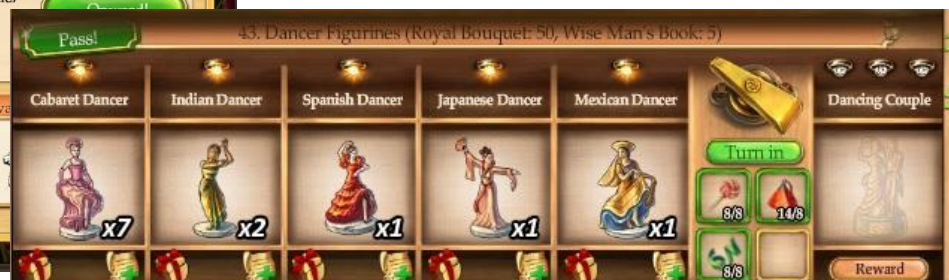 Onward!
Pass!
43. Dancer Figurines (Royal Bouquet: 50, Wise Man's Book: 5)
Cabaret Dancer
Indian Dancer
Spanish Dancer
Japanese Dancer
Mexican Dancer
Dancing Couple
Turn in
x7
x2
x1
x1
x1
8/8
14/8
8/8
Reward